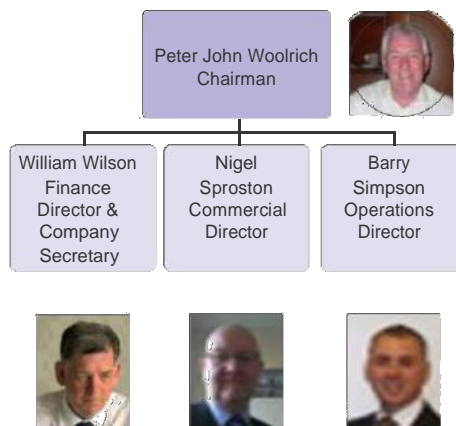 Peter John Woolrich
Chairman
William Wilson
Finance
Director &
Company
Secretary
Nigel
Sproston
Commercial
Director
Barry
Simpson
Operations
Director